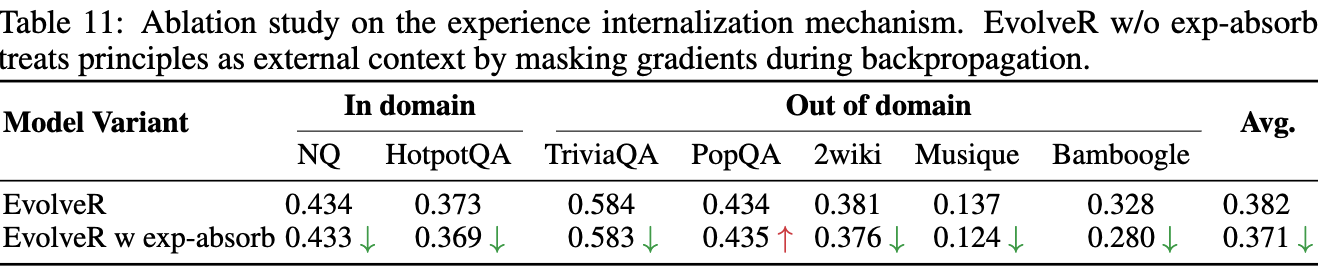 Table 11: Ablation study on the experience internalization mechanism. EvolveR w/o exp-absorb
treats principles as external context by masking gradients during backpropagation.
Model Variant In domain Out of domain Avg.
NQ HotpotQA TriviaQA PopQA 2wiki Musique Bamboogle
EvolveR 0.434 0.373 0.584 0.434 0.381 0.137 0.328 0.382
EvolveR w exp-absorb 0.433 ↓ 0.369 ↓ 0.583 ↓ 0.435 ↑ 0.376 ↓ 0.124 ↓ 0.280 ↓ 0.371 ↓